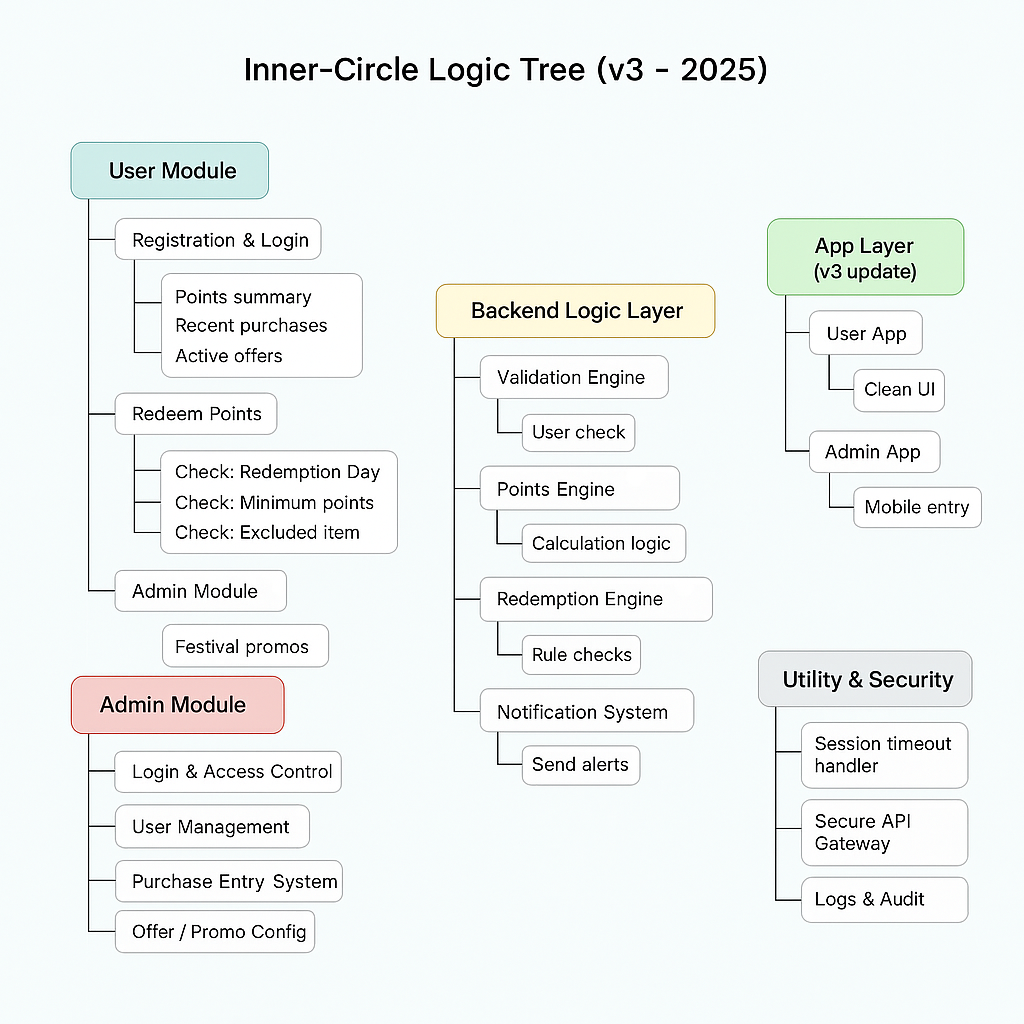 Inner-Circle Logic Tree (v3 - 2025)
User Module
Registration & Login
Points summary
Recent purchases
Active offers
Redeem Points
Check: Redemption Day
Check: Minimum points
Check: Excluded item
Admin Module
Festival promos
Admin Module
Login & Access Control
User Management
Purchase Entry System
Offer / Promo Config
Backend Logic Layer
Validation Engine
User check
Points Engine
Calculation logic
Redemption Engine
Rule checks
Notification System
Send alerts
App Layer
(v3 update)
User App
Clean UI
Admin App
Mobile entry
Utility & Security
Session timeout
handler
Secure API
Gateway
Logs & Audit